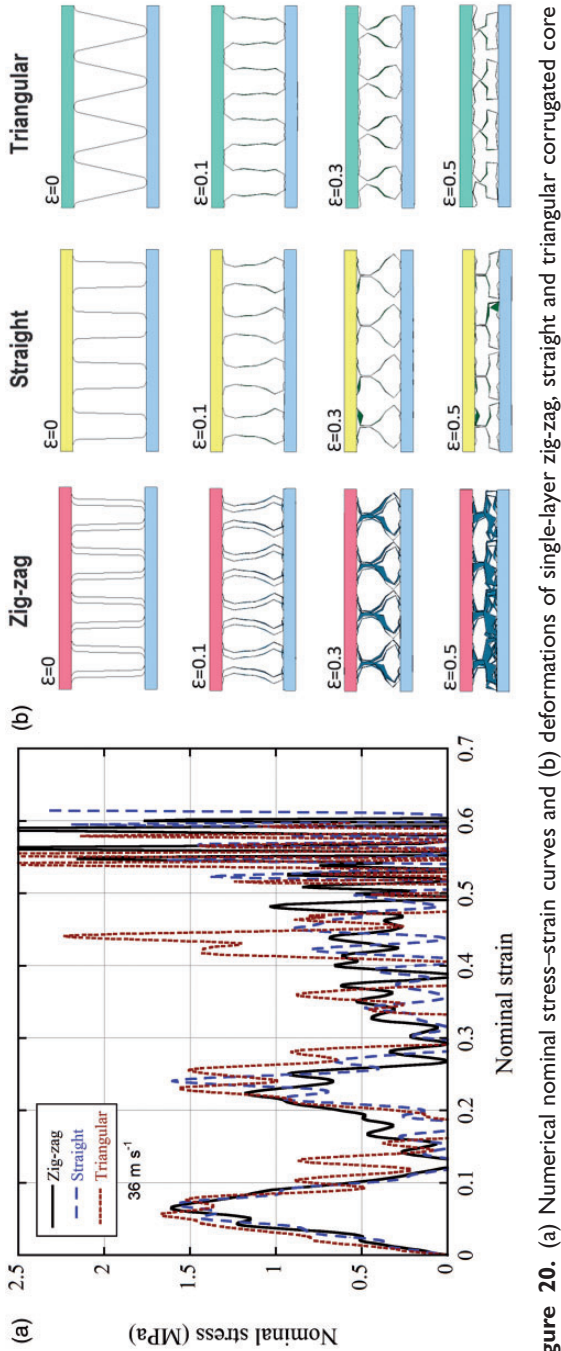 (a)
Nominal stress (MPa)
2.5
2
1.5
1
0.5
0
Zig-zag
Straight
Triangular
36 m s⁻¹
0
0.1
0.2
0.3
0.4
0.5
0.6
0.7
Nominal strain
(b)
Zig-zag
Straight
Triangular
ε=0
ε=0
ε=0
ε=0.1
ε=0.1
ε=0.1
ε=0.3
ε=0.3
ε=0.3
ε=0.5
ε=0.5
ε=0.5
gure 20. (a) Numerical nominal stress–strain curves and (b) deformations of single-layer zig-zag, straight and triangular corrugated core